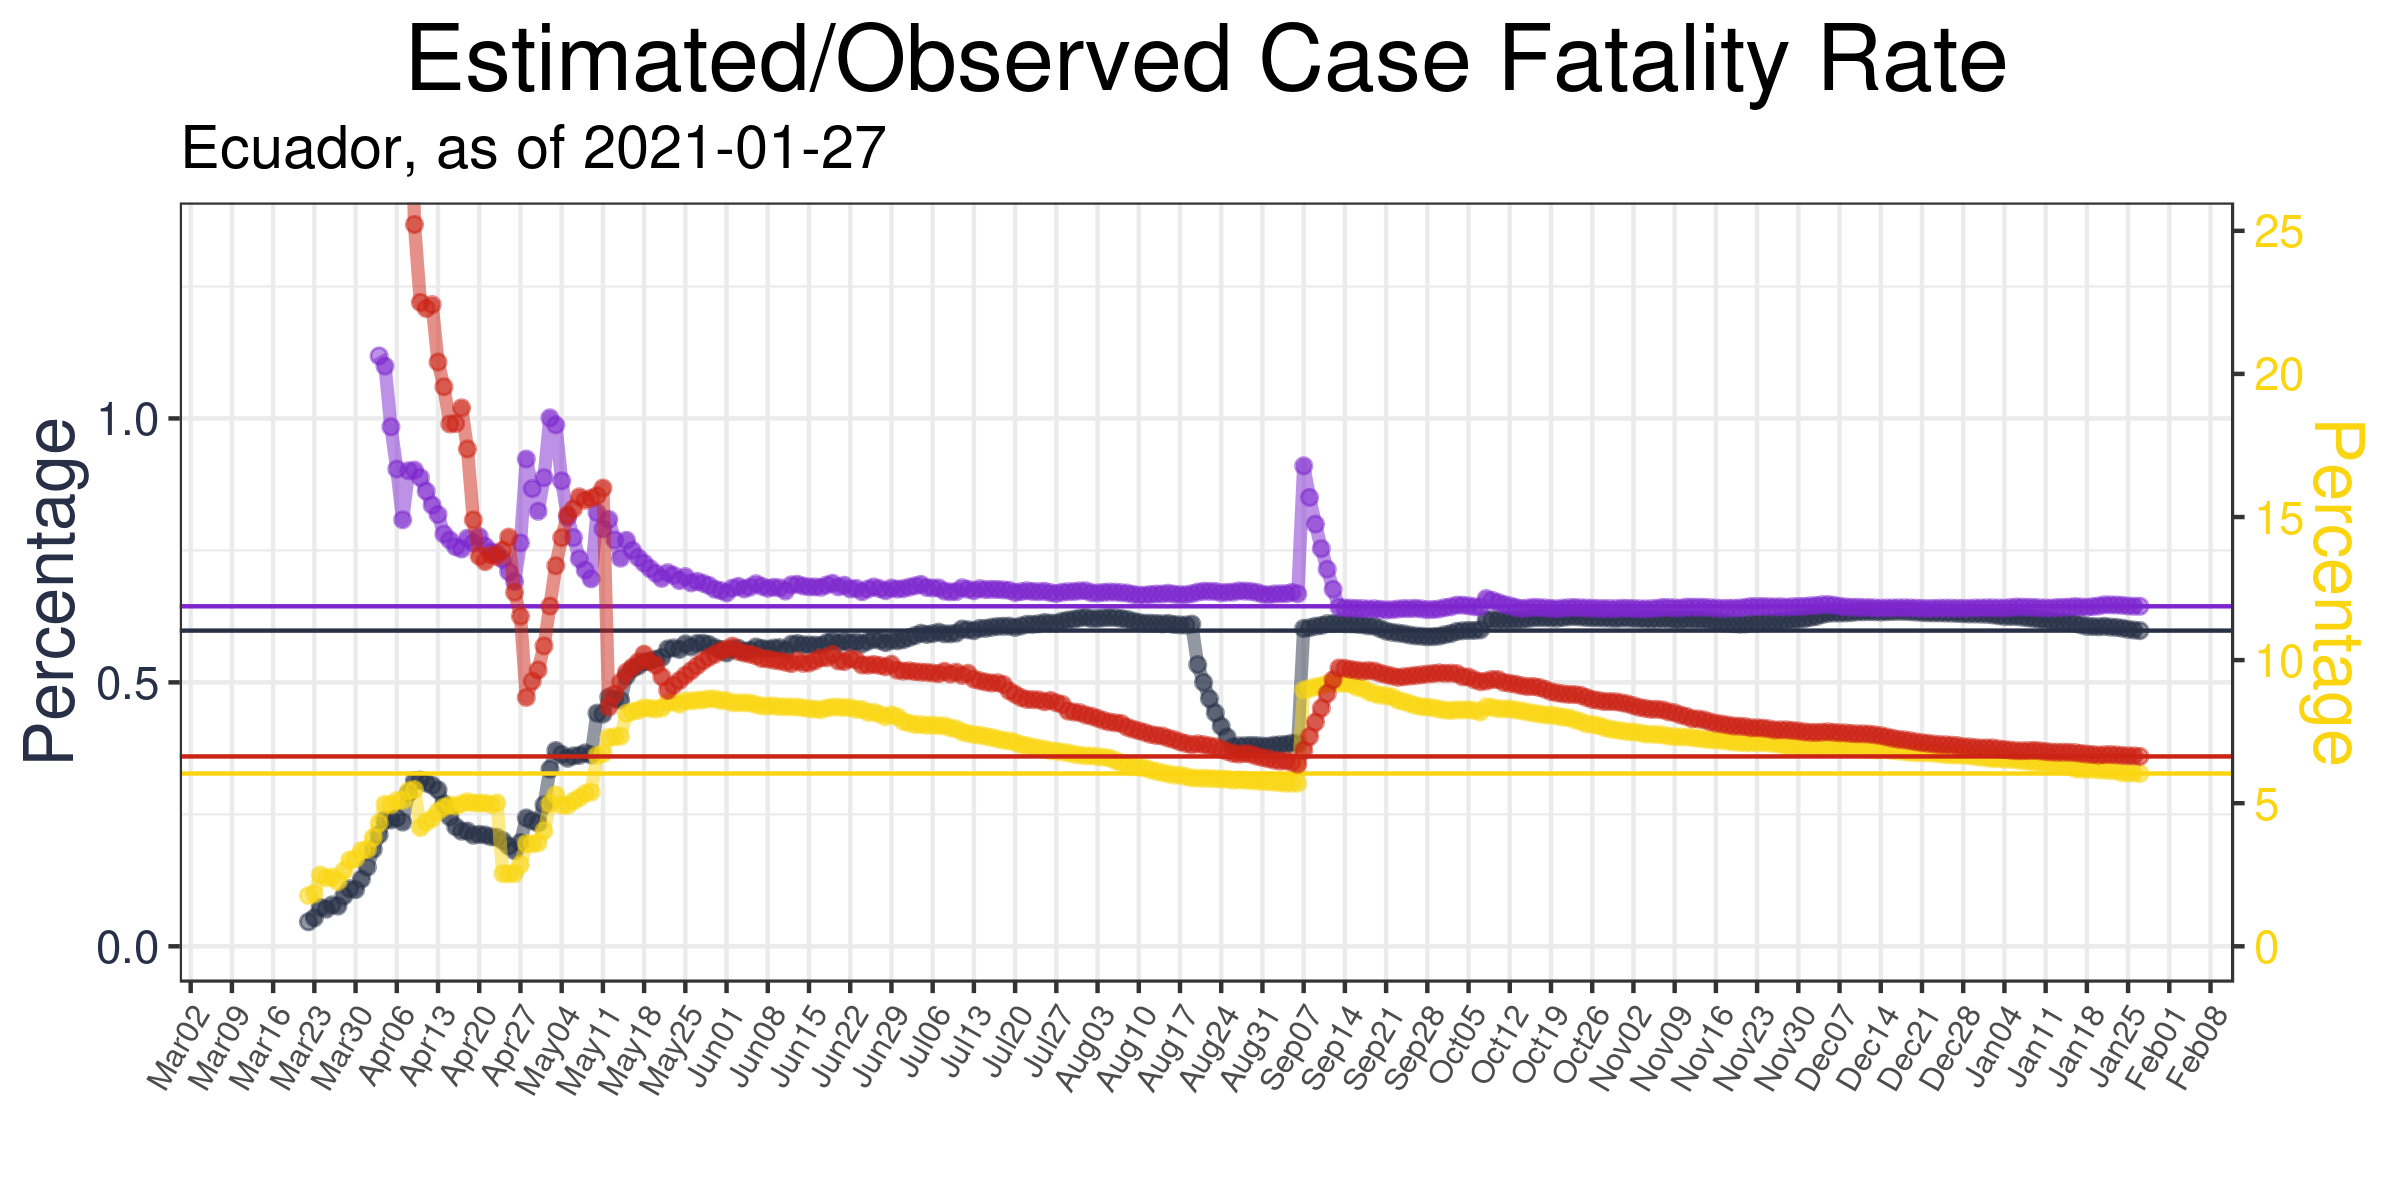 Estimated/Observed Case Fatality Rate
Ecuador, as of 2021-01-27
Percentage
1.0
0.5
0.0
25
20
15
10
5
0
Percentage
Mar02 Mar09 Mar16 Mar23 Mar30 Apr06 Apr13 Apr20 Apr27 May04 May11 May18 May25 Jun01 Jun08 Jun15 Jun22 Jun29 Jul06 Jul13 Jul20 Jul27 Aug03 Aug10 Aug17 Aug24 Aug31 Sep07 Sep14 Sep21 Sep28 Oct05 Oct12 Oct19 Oct26 Nov02 Nov09 Nov16 Nov23 Nov30 Dec07 Dec14 Dec21 Dec28 Jan04 Jan11 Jan18 Jan25 Feb01 Feb08